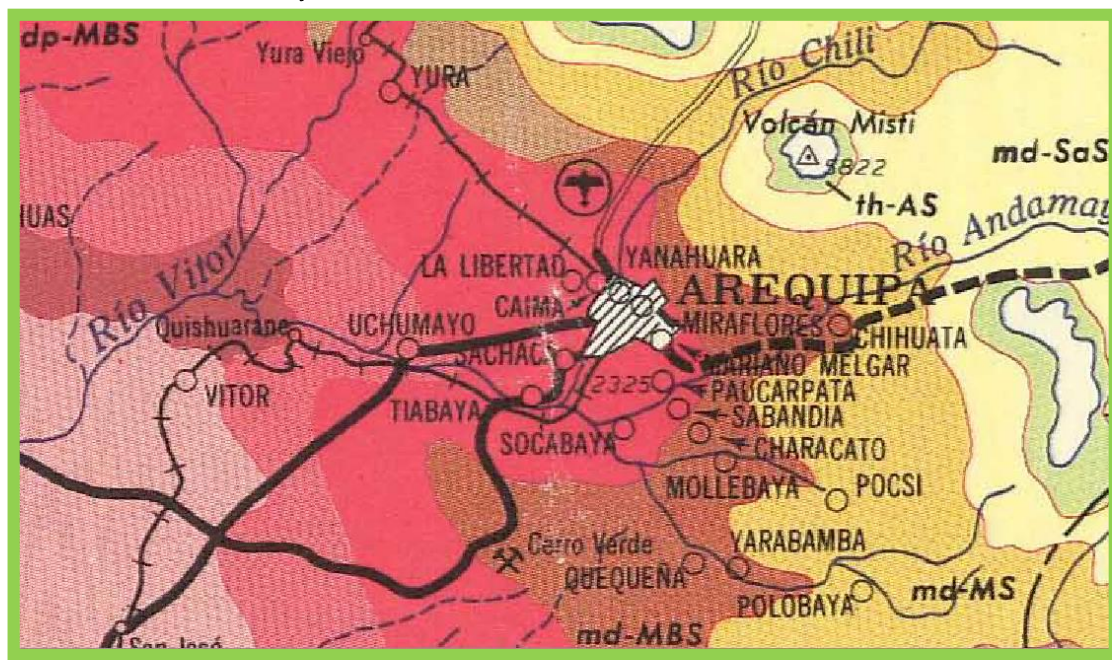 dp-MBS
Yura Viejo
YURA
Río Chili
Volcán Misti
5822
md-SaS
th-AS
HUAS
Río Vitor
Río Andamay
LA LIBERTAD
YANAHUARA
CAIMA
AREQUIPA
Quishuarane
UCHUMAYO
MIRAFLORES
CHIHUATA
SACHAC
MARIANO MELGAR
VITOR
2325
PAUCARPATA
TIABAYA
SABANDIA
SOCABAYA
CHARACATO
MOLLEBAYA
POCSI
Cerro Verde
YARABAMBA
QUEQUEÑA
POLOBAYA
md-MS
md-MBS
San José